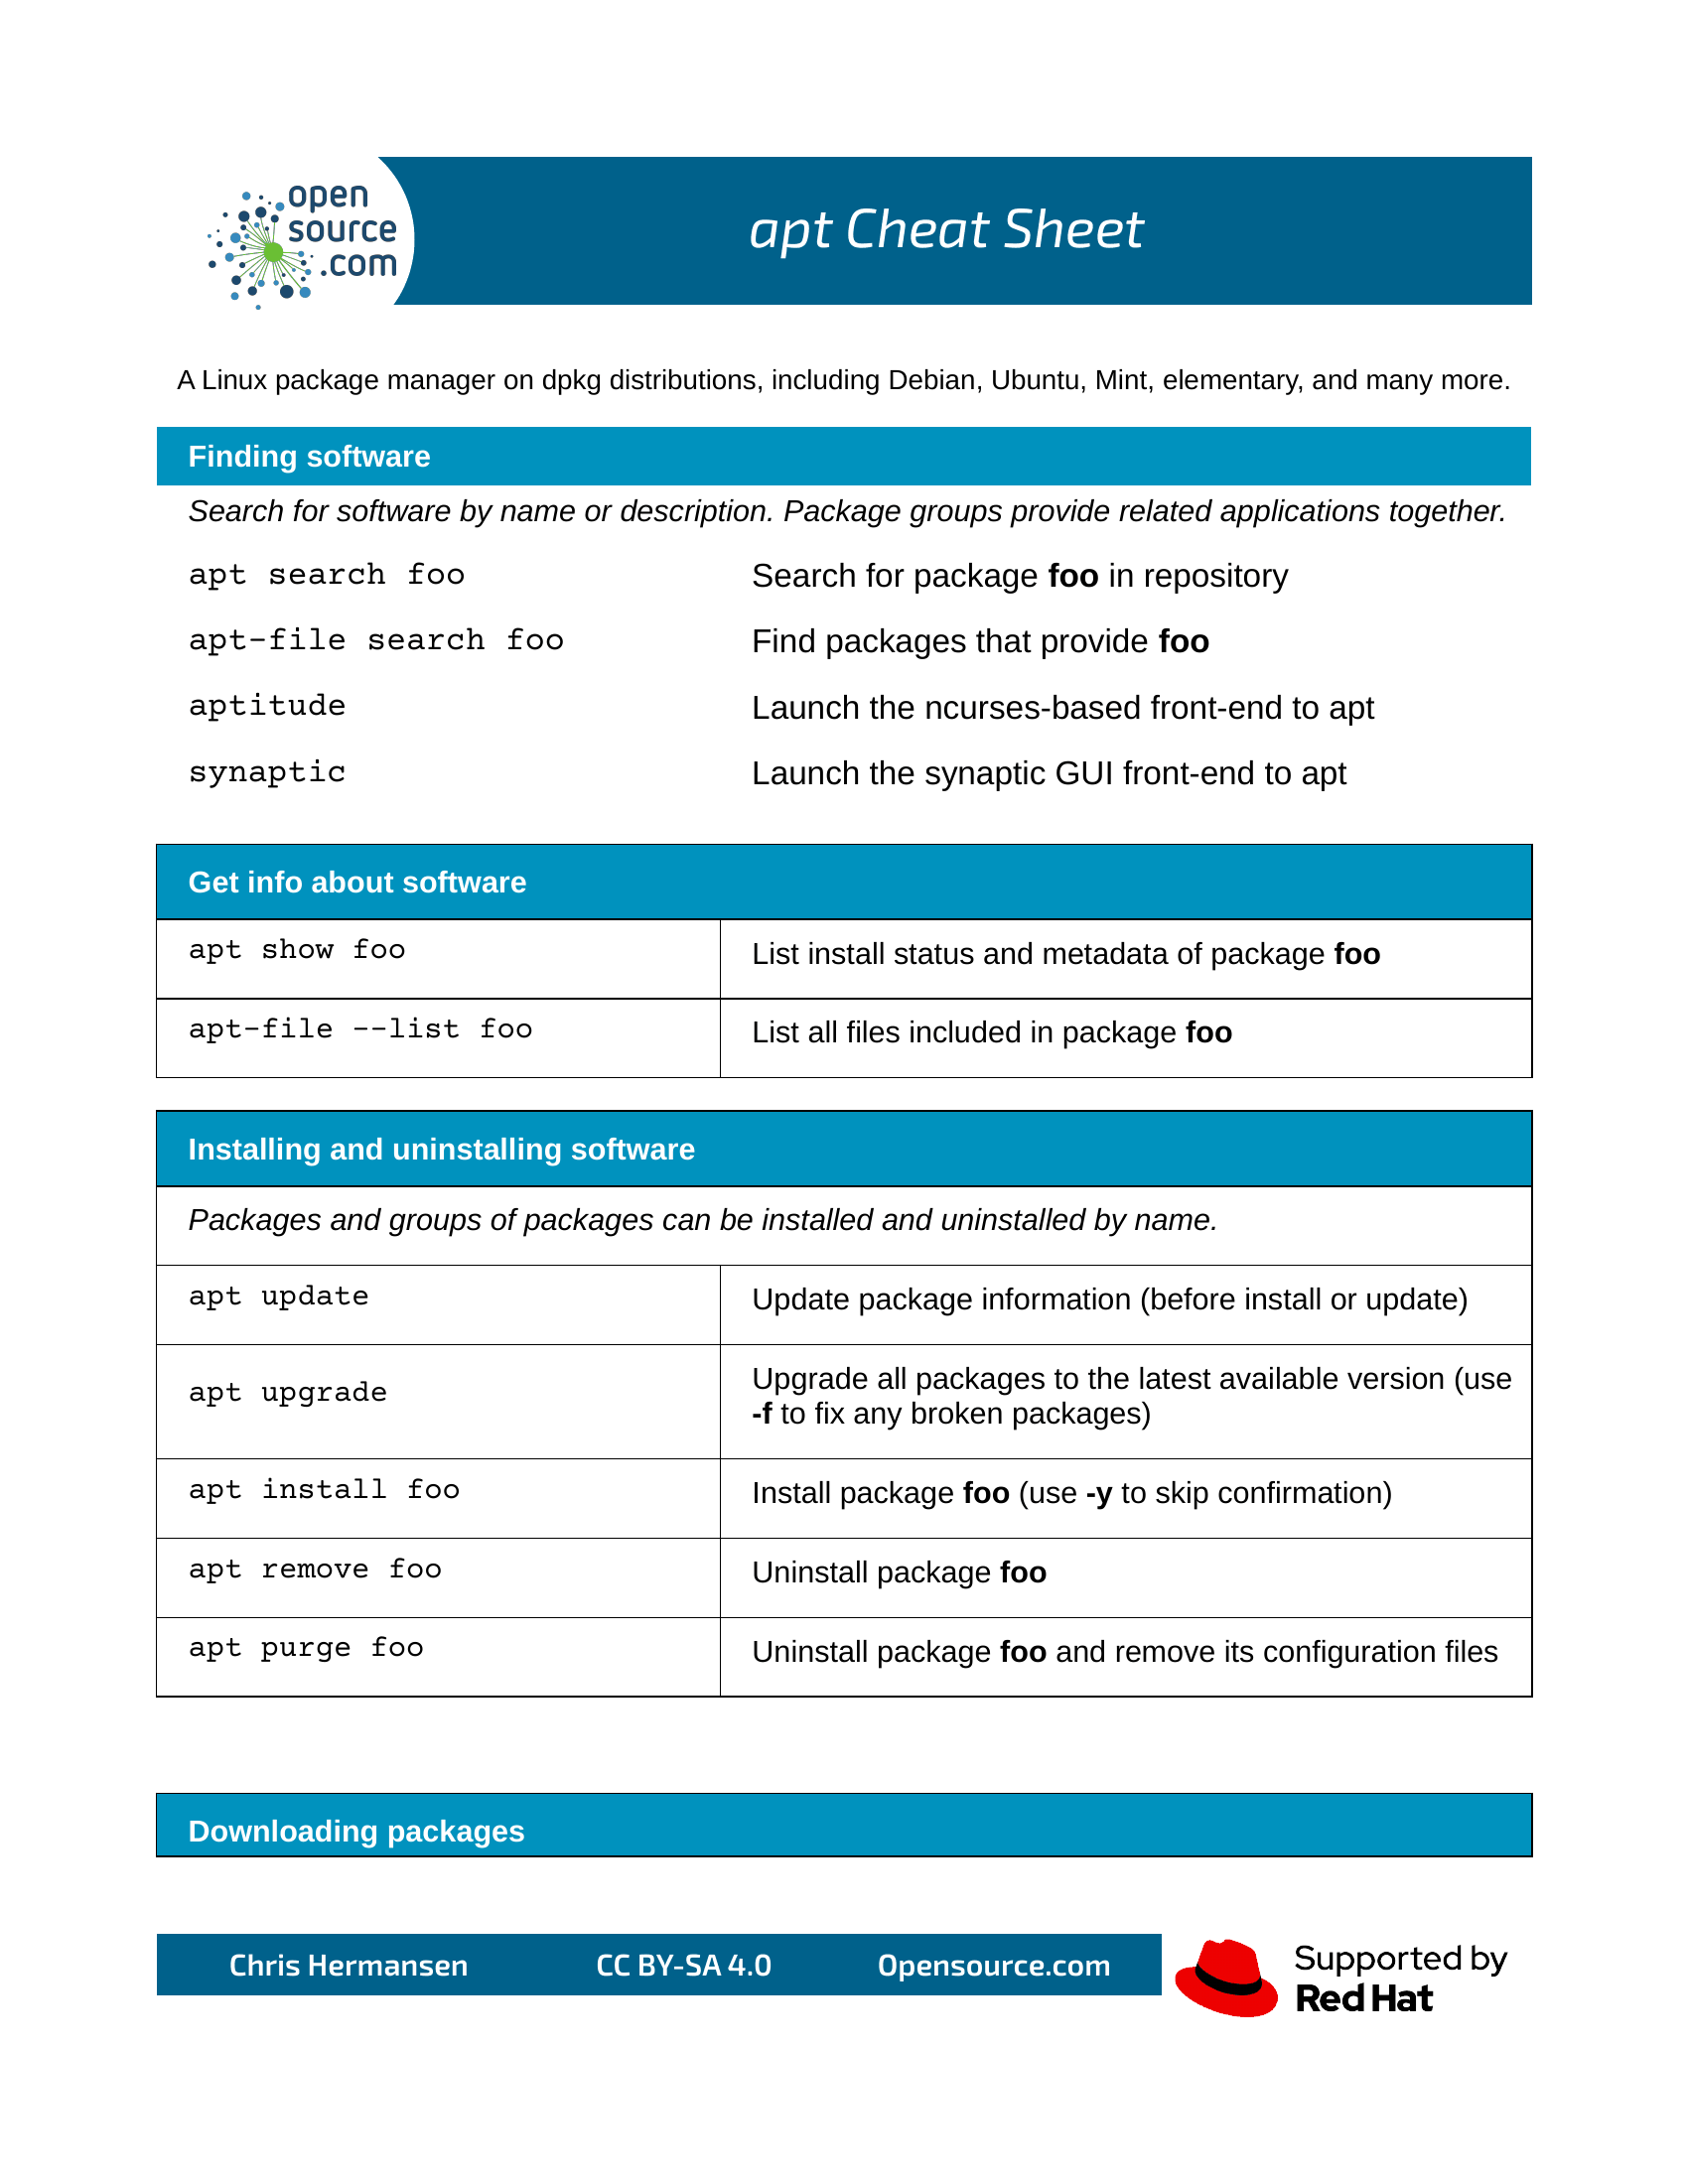 open
source
.com
apt Cheat Sheet
A Linux package manager on dpkg distributions, including Debian, Ubuntu, Mint, elementary, and many more.
Finding software
Search for software by name or description. Package groups provide related applications together.
apt search foo Search for package foo in repository
apt-file search foo Find packages that provide foo
aptitude Launch the ncurses-based front-end to apt
synaptic Launch the synaptic GUI front-end to apt
Get info about software
apt show foo List install status and metadata of package foo
apt-file --list foo List all files included in package foo
Installing and uninstalling software
Packages and groups of packages can be installed and uninstalled by name.
apt update Update package information (before install or update)
apt upgrade Upgrade all packages to the latest available version (use
-f to fix any broken packages)
apt install foo Install package foo (use -y to skip confirmation)
apt remove foo Uninstall package foo
apt purge foo Uninstall package foo and remove its configuration files
Downloading packages
Chris Hermansen CC BY-SA 4.0 Opensource.com
Supported by
Red Hat